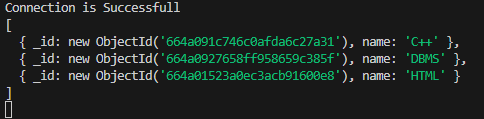 Connection is Successfull
[
  { _id: new ObjectId('664a091c746c0afda6c27a31'), name: 'C++' },
  { _id: new ObjectId('664a0927658ff958659c385f'), name: 'DBMS' },
  { _id: new ObjectId('664a01523a0ec3acb91600e8'), name: 'HTML' }
]